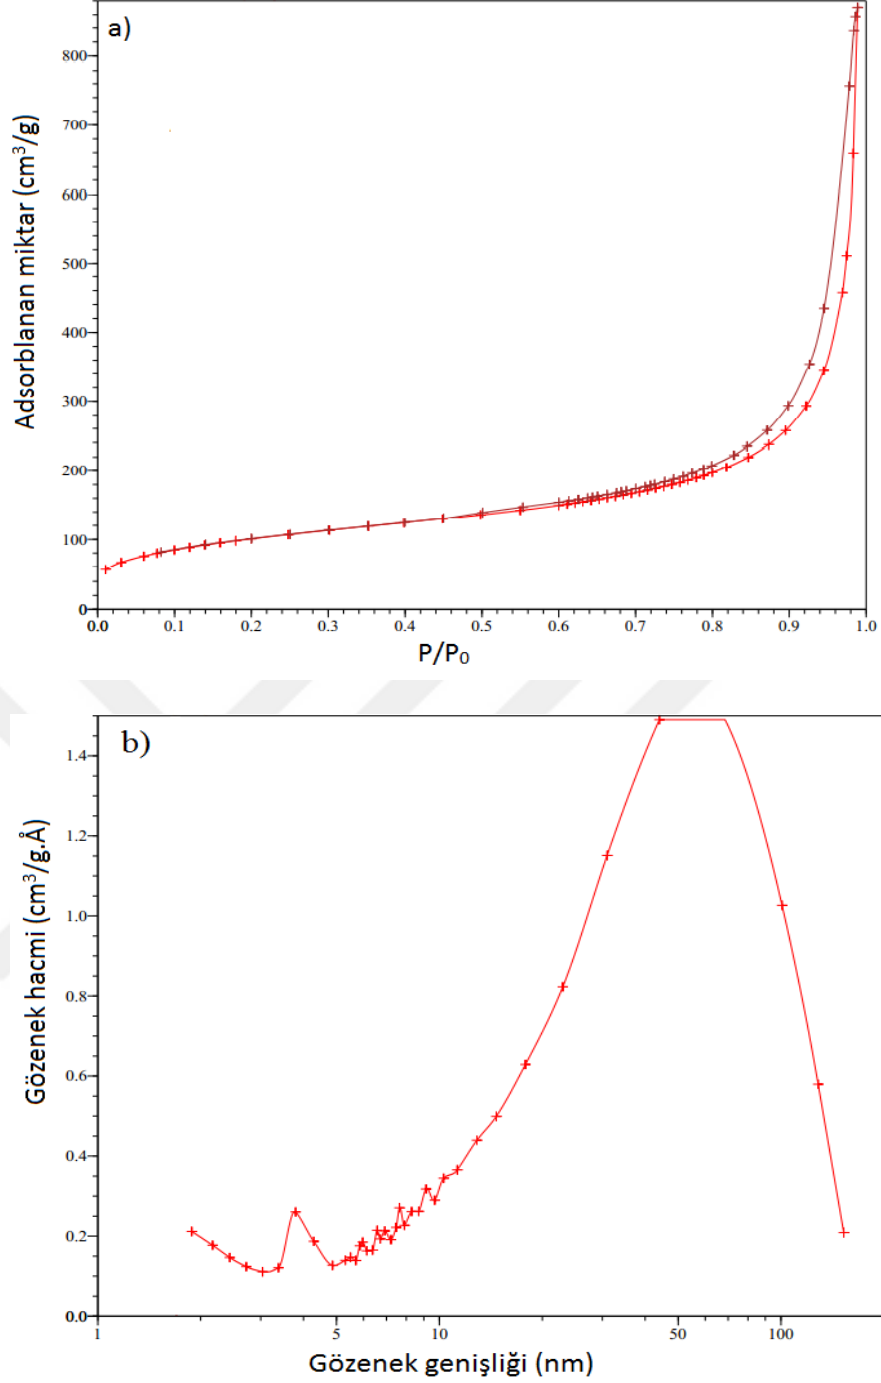 a)
Adsorblanan miktar (cm³/g)
800
700
600
500
400
300
200
100
0
0.0 0.1 0.2 0.3 0.4 0.5 0.6 0.7 0.8 0.9 1.0
P/P₀
b)
Gözenek hacmi (cm³/g.Å)
1.4
1.2
1.0
0.8
0.6
0.4
0.2
0.0
1 5 10 50 100
Gözenek genişliği (nm)